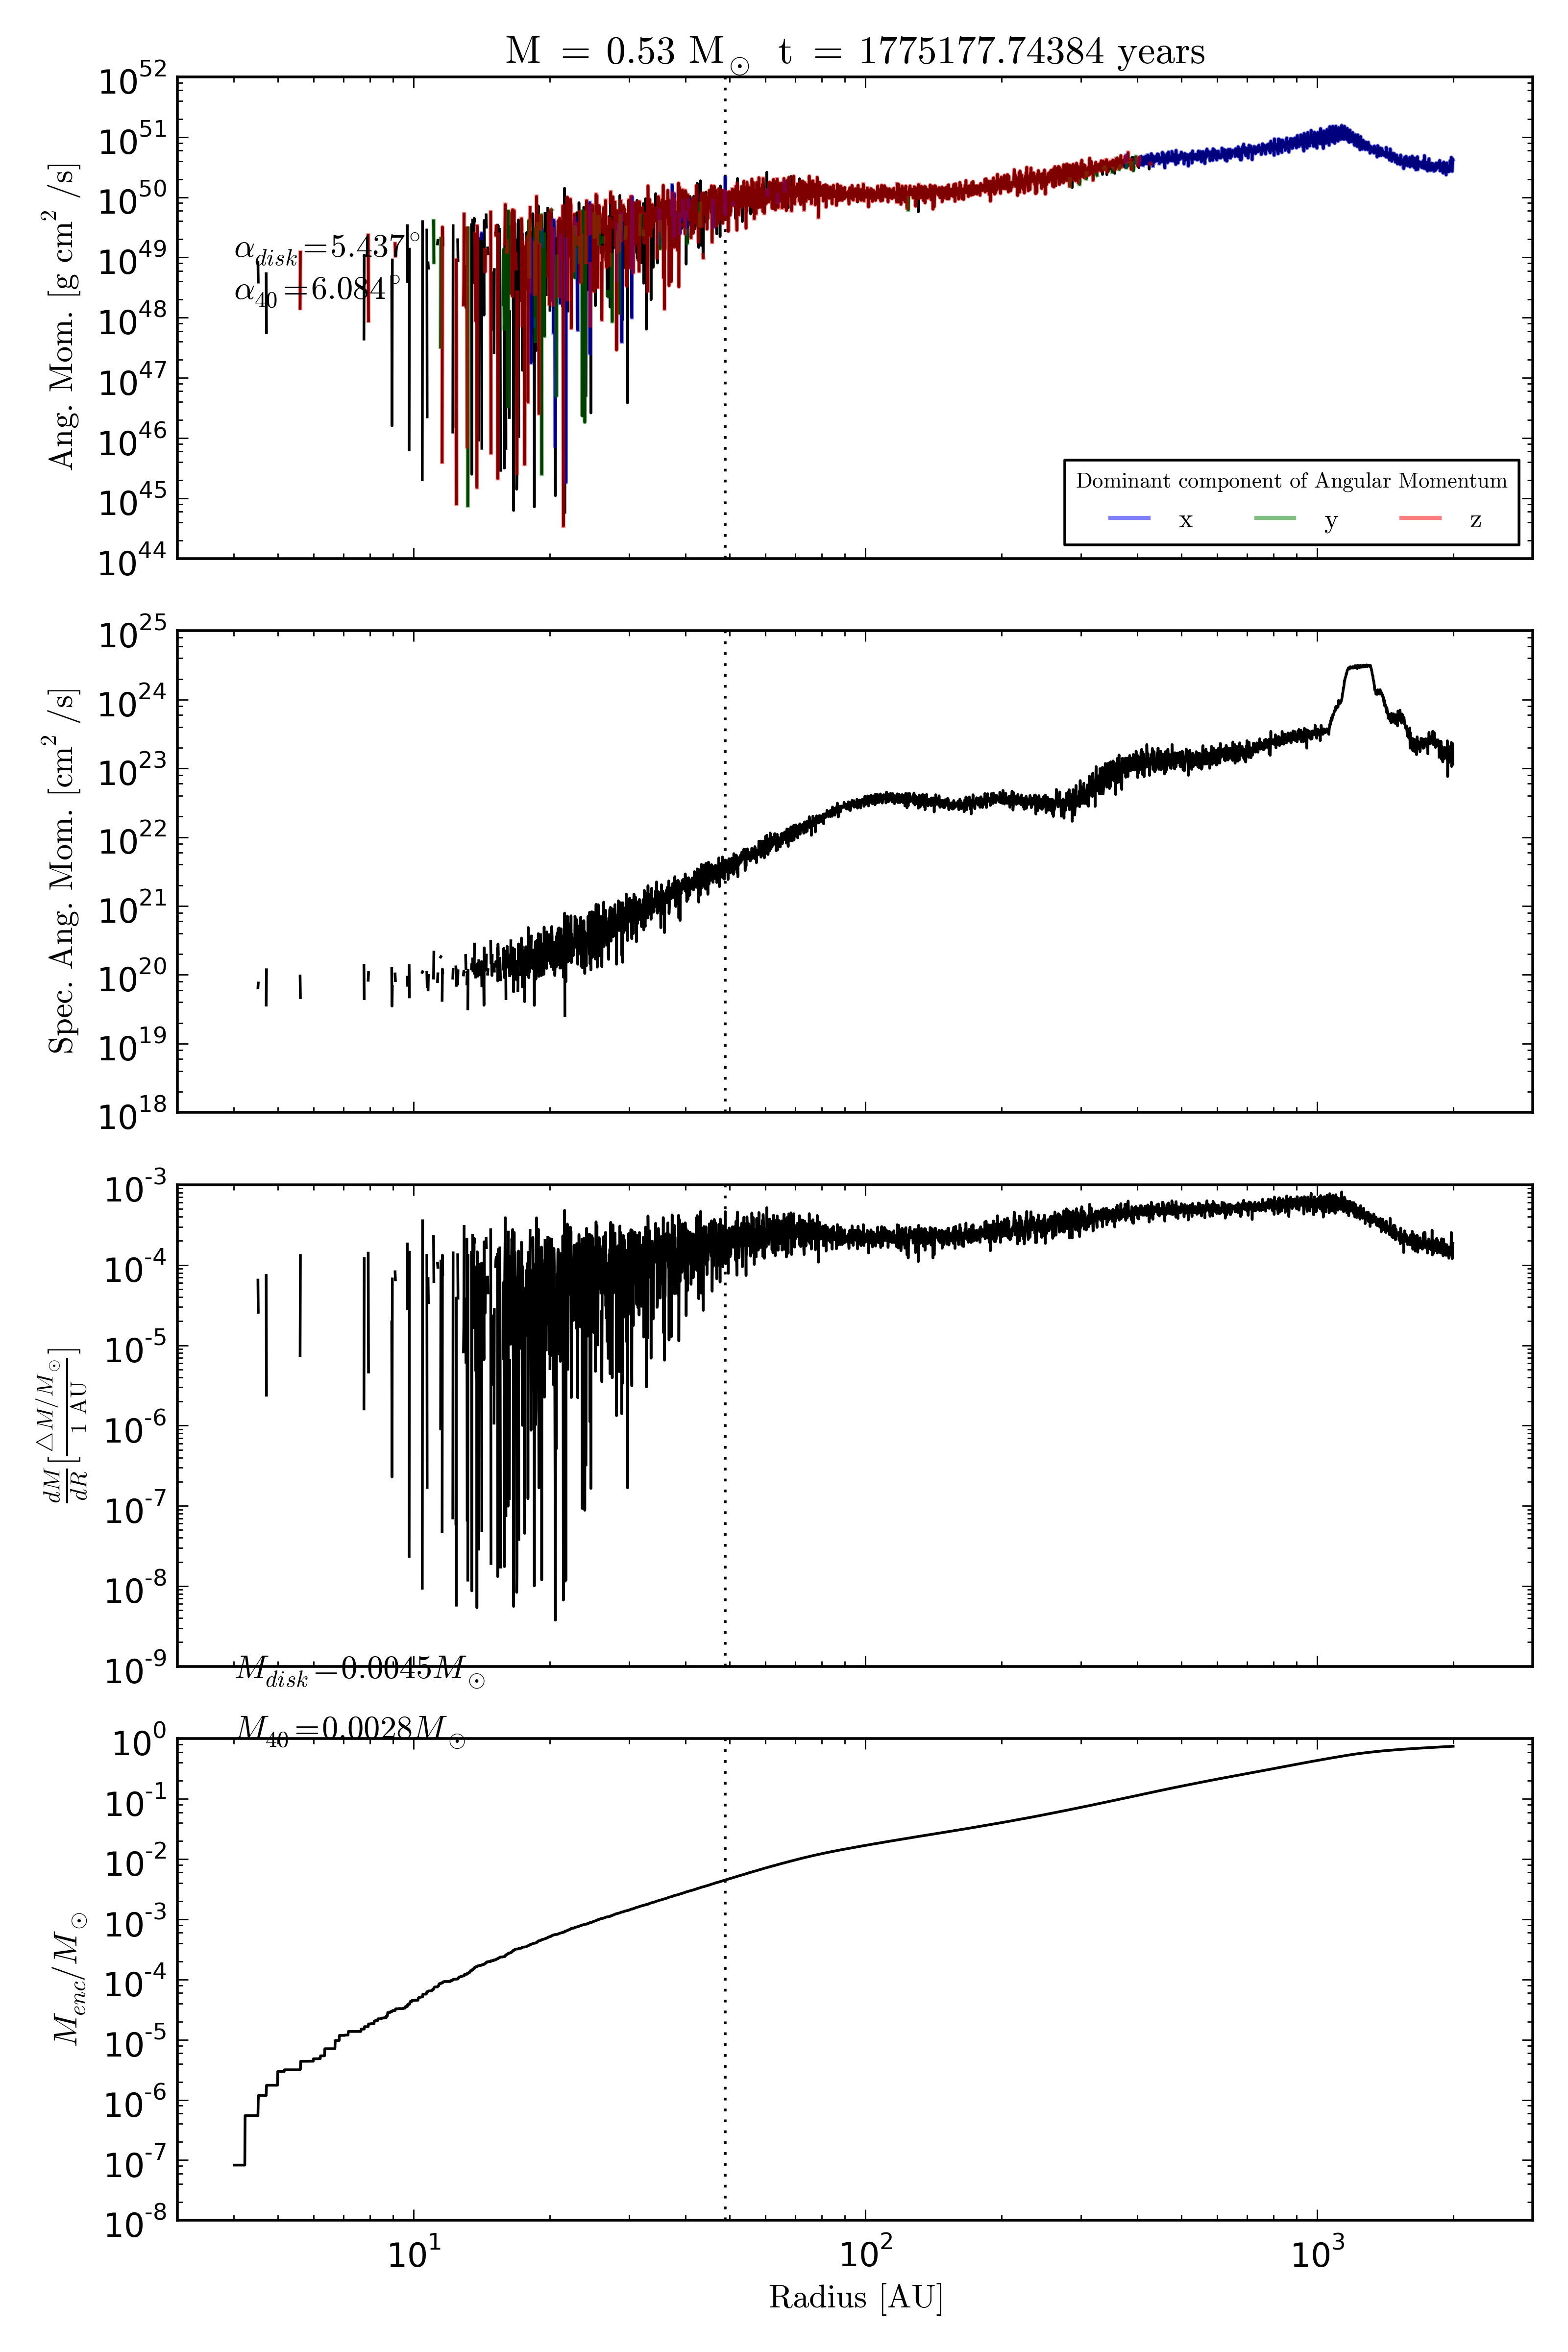 M = 0.53 M⊙ t = 1775177.74384 years
10^52
10^51
10^50
10^49
10^48
10^47
10^46
10^45
10^44
Ang. Mom. [g cm^2 /s]
α_disk=5.437°
α_40=6.084°
Dominant component of Angular Momentum
x y z
10^25
10^24
10^23
10^22
10^21
10^20
10^19
10^18
Spec. Ang. Mom. [cm^2 /s]
10^-3
10^-4
10^-5
10^-6
10^-7
10^-8
10^-9
dM/dR [△M/M⊙ / 1 AU]
M_disk=0.0045M⊙
M_40=0.0028M⊙
10^0
10^-1
10^-2
10^-3
10^-4
10^-5
10^-6
10^-7
10^-8
M_enc/M⊙
10^1 10^2 10^3
Radius [AU]